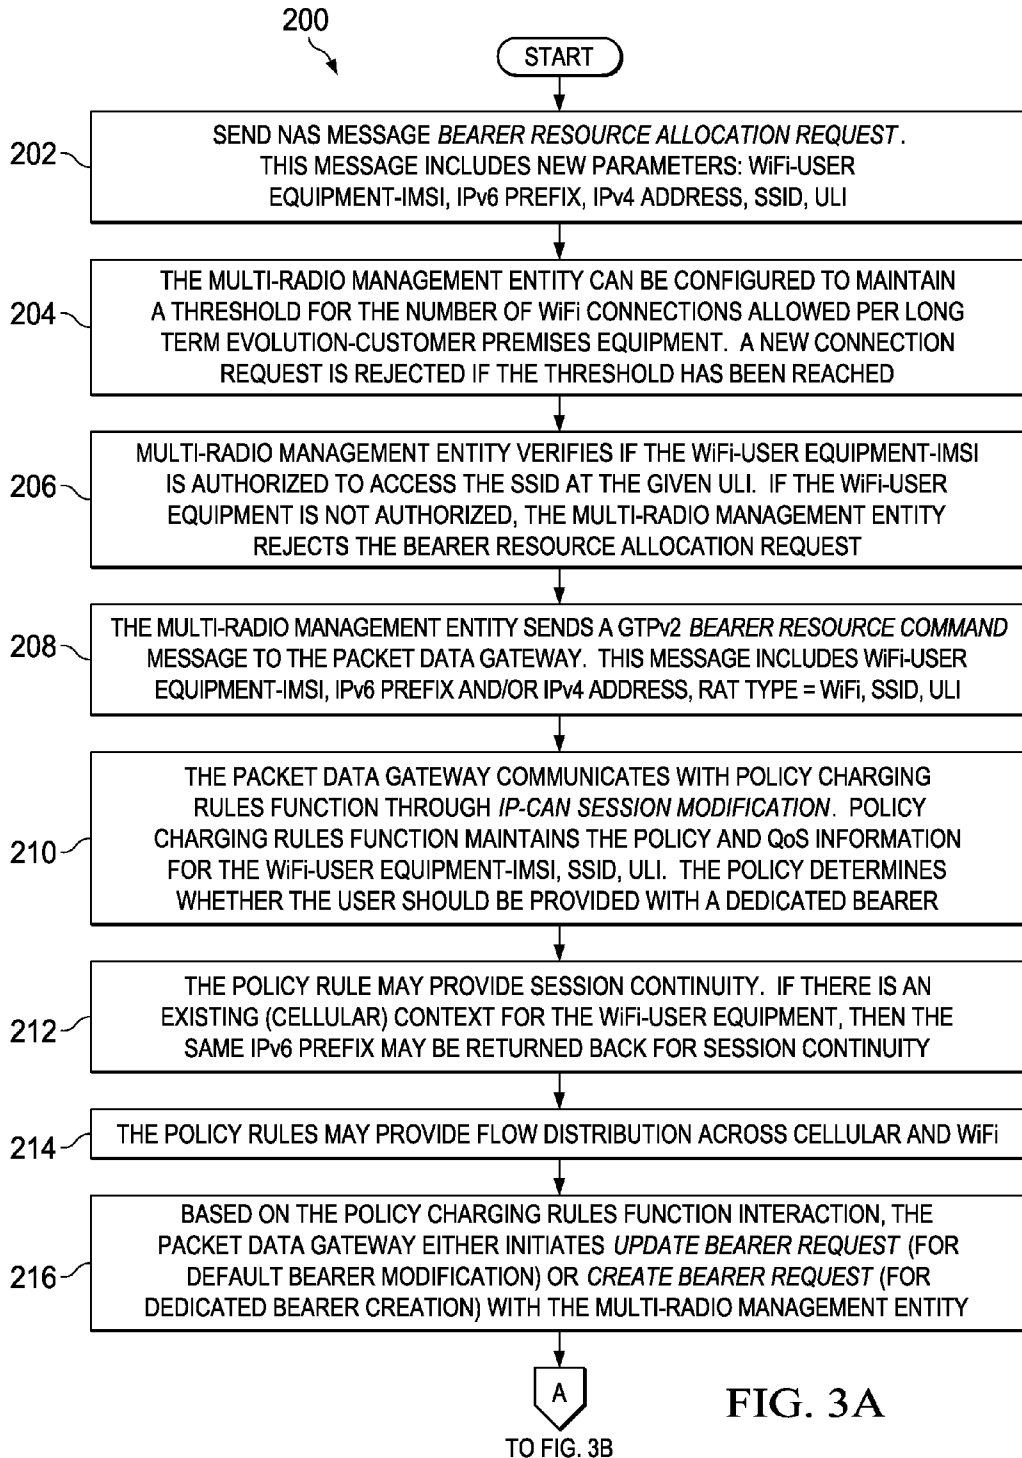 200
START
202
SEND NAS MESSAGE BEARER RESOURCE ALLOCATION REQUEST.
THIS MESSAGE INCLUDES NEW PARAMETERS: WiFi-USER
EQUIPMENT-IMSI, IPv6 PREFIX, IPv4 ADDRESS, SSID, ULI
204
THE MULTI-RADIO MANAGEMENT ENTITY CAN BE CONFIGURED TO MAINTAIN
A THRESHOLD FOR THE NUMBER OF WiFi CONNECTIONS ALLOWED PER LONG
TERM EVOLUTION-CUSTOMER PREMISES EQUIPMENT. A NEW CONNECTION
REQUEST IS REJECTED IF THE THRESHOLD HAS BEEN REACHED
206
MULTI-RADIO MANAGEMENT ENTITY VERIFIES IF THE WiFi-USER EQUIPMENT-IMSI
IS AUTHORIZED TO ACCESS THE SSID AT THE GIVEN ULI. IF THE WiFi-USER
EQUIPMENT IS NOT AUTHORIZED, THE MULTI-RADIO MANAGEMENT ENTITY
REJECTS THE BEARER RESOURCE ALLOCATION REQUEST
208
THE MULTI-RADIO MANAGEMENT ENTITY SENDS A GTPv2 BEARER RESOURCE COMMAND
MESSAGE TO THE PACKET DATA GATEWAY. THIS MESSAGE INCLUDES WiFi-USER
EQUIPMENT-IMSI, IPv6 PREFIX AND/OR IPv4 ADDRESS, RAT TYPE = WiFi, SSID, ULI
210
THE PACKET DATA GATEWAY COMMUNICATES WITH POLICY CHARGING
RULES FUNCTION THROUGH IP-CAN SESSION MODIFICATION. POLICY
CHARGING RULES FUNCTION MAINTAINS THE POLICY AND QoS INFORMATION
FOR THE WiFi-USER EQUIPMENT-IMSI, SSID, ULI. THE POLICY DETERMINES
WHETHER THE USER SHOULD BE PROVIDED WITH A DEDICATED BEARER
212
THE POLICY RULE MAY PROVIDE SESSION CONTINUITY. IF THERE IS AN
EXISTING (CELLULAR) CONTEXT FOR THE WiFi-USER EQUIPMENT, THEN THE
SAME IPv6 PREFIX MAY BE RETURNED BACK FOR SESSION CONTINUITY
214
THE POLICY RULES MAY PROVIDE FLOW DISTRIBUTION ACROSS CELLULAR AND WiFi
216
BASED ON THE POLICY CHARGING RULES FUNCTION INTERACTION, THE
PACKET DATA GATEWAY EITHER INITIATES UPDATE BEARER REQUEST (FOR
DEFAULT BEARER MODIFICATION) OR CREATE BEARER REQUEST (FOR
DEDICATED BEARER CREATION) WITH THE MULTI-RADIO MANAGEMENT ENTITY
A
FIG. 3A
TO FIG. 3B